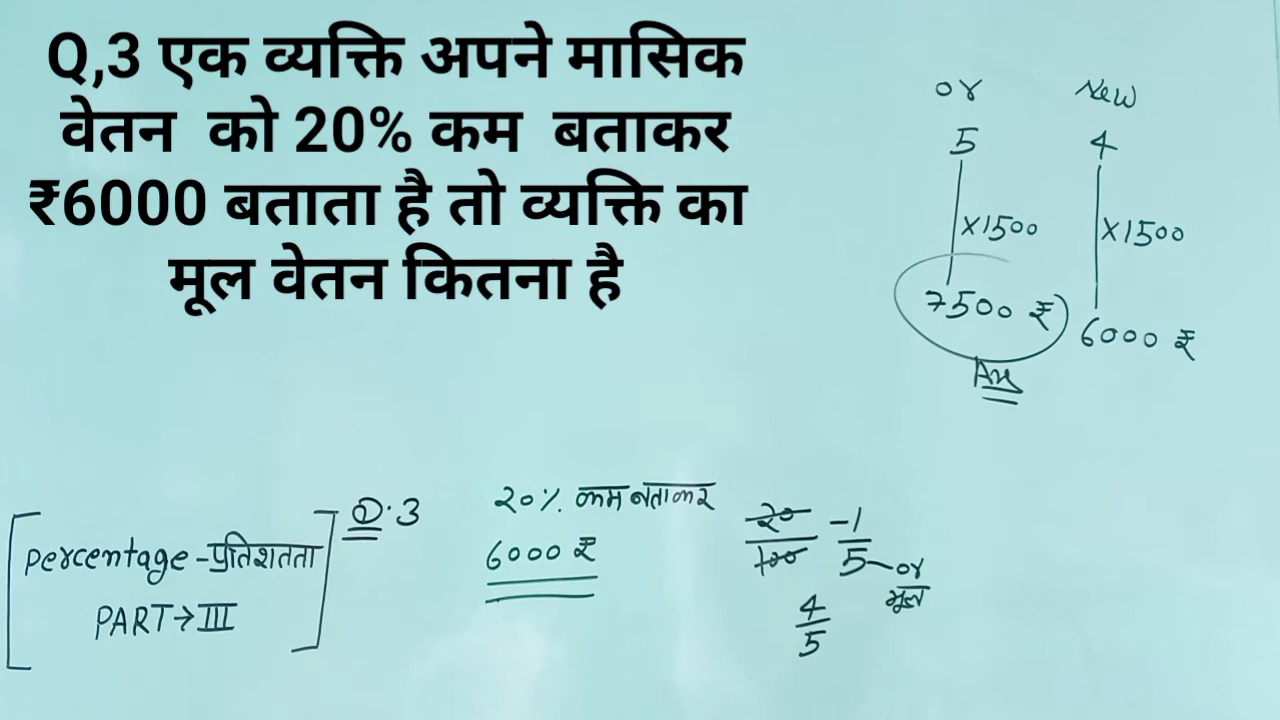 Q,3 एक व्यक्ति अपने मासिक
वेतन को 20% कम बताकर
₹6000 बताता है तो व्यक्ति का
मूल वेतन कितना है
or New
5 4
×1500 ×1500
7500 ₹ 6000 ₹
Ans
[percentage-प्रतिशतता
PART→III] Q.3
20% कम बताकर
6000 ₹
20/100 -1/5 or
मूल
4/5